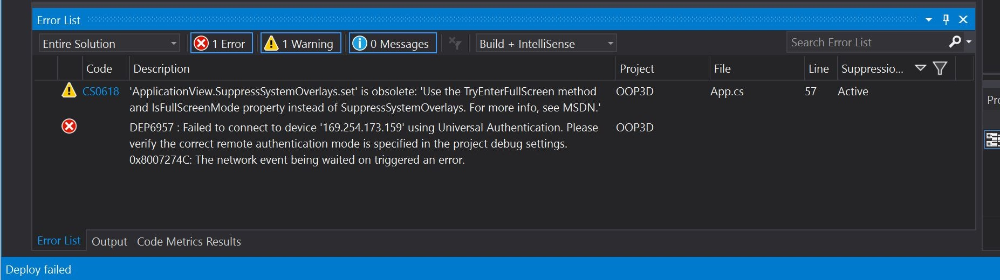 Error List
Entire Solution 1 Error 1 Warning 0 Messages Build + IntelliSense Search Error List
Code Description Project File Line Suppressio...
CS0618 'ApplicationView.SuppressSystemOverlays.set' is obsolete: 'Use the TryEnterFullScreen method OOP3D App.cs 57 Active
and IsFullScreenMode property instead of SuppressSystemOverlays. For more info, see MSDN.'
Pro
DEP6957 : Failed to connect to device '169.254.173.159' using Universal Authentication. Please OOP3D
verify the correct remote authentication mode is specified in the project debug settings.
0x8007274C: The network event being waited on triggered an error.
Error List Output Code Metrics Results
Deploy failed